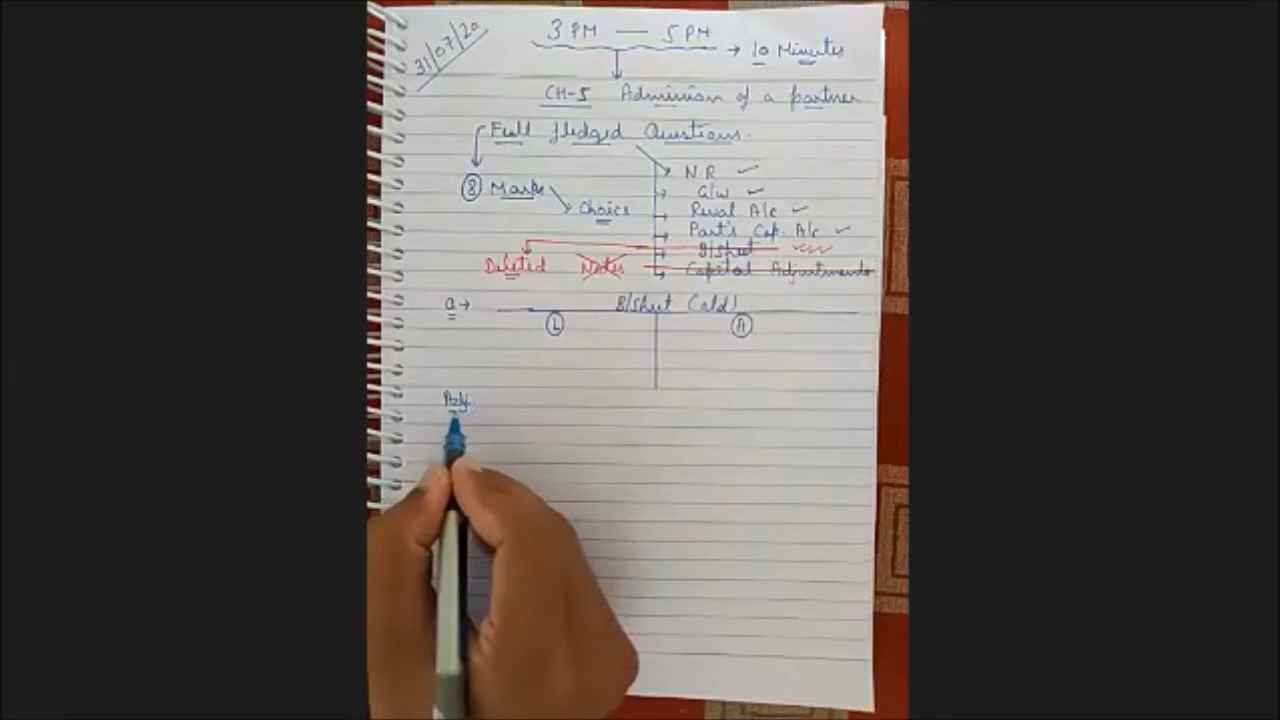 31/07/20
3 PM — 5 PM
→ 10 Minutes
CH-5 Admission of a partner
Full fledged Questions.
N.R ✓
8 Marks
G/W ✓
Choice
Reval A/c ✓
Part's Cap. A/c ✓
B/Sheet
Deleted Notes Capital Adjustments
Q → B/Sheet (old)
L A
Adj.